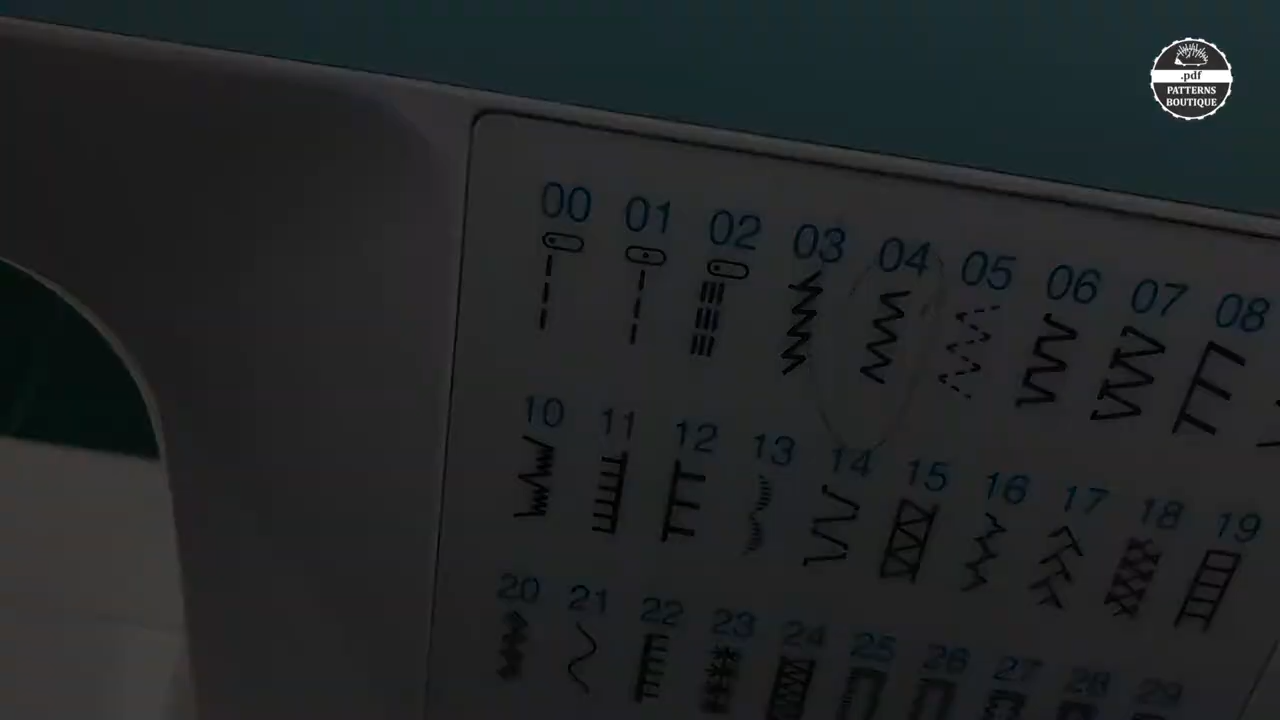 .pdf
PATTERNS
BOUTIQUE
00 01 02 03 04 05 06 07 08
10 11 12 13 14 15 16 17 18 19
20 21 22 23 24 25 26 27 28 29